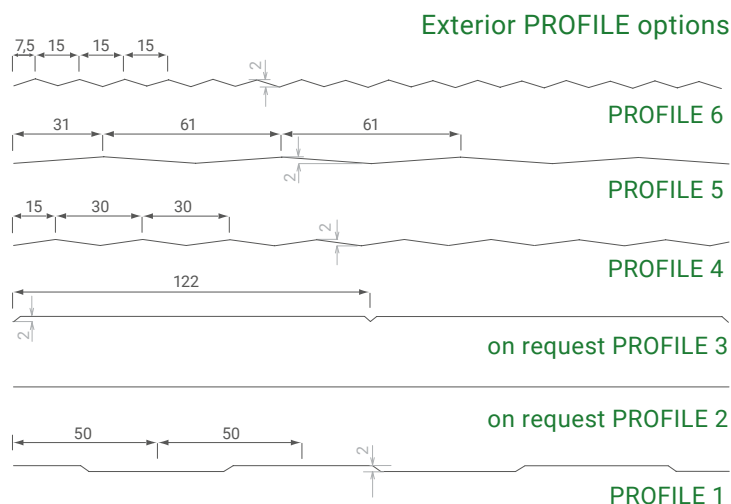 Exterior PROFILE options
7,5 15 15 15
2
PROFILE 6
31 61 61
2
PROFILE 5
15 30 30
2
PROFILE 4
122
2
on request PROFILE 3
on request PROFILE 2
50 50
2
PROFILE 1